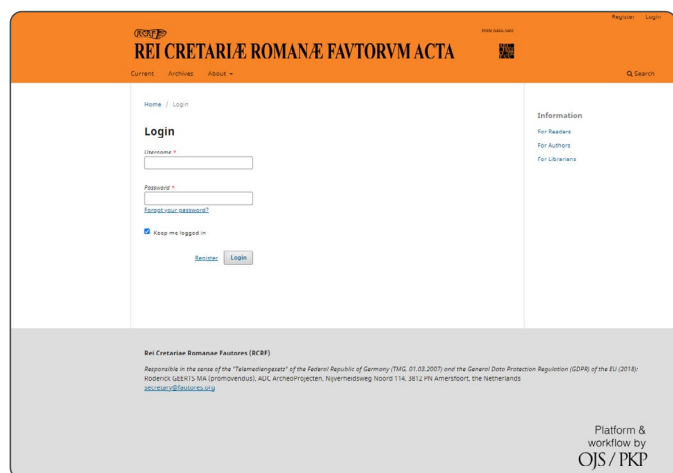 Register Login
RCRF
REI CRETARIÆ ROMANÆ FAVTORVM ACTA
Current Archives About
Search
Home / Login
Login
Username *
Password *
Forgot your password?
Keep me logged in
Register Login
Information
For Readers
For Authors
For Librarians
Rei Cretariae Romanae Fautores (RCRF)
Responsible in the sense of the "Telemediengesetz" of the Federal Republic of Germany (TMG, 01.03.2007) and the General Data Protection Regulation (GDPR) of the EU (2018):
Roderick GEERTS MA (promovendus), ADC ArcheoProjecten, Nijverheidsweg Noord 114, 3812 PN Amersfoort, the Netherlands
secretary@fautores.org
Platform &
workflow by
OJS / PKP